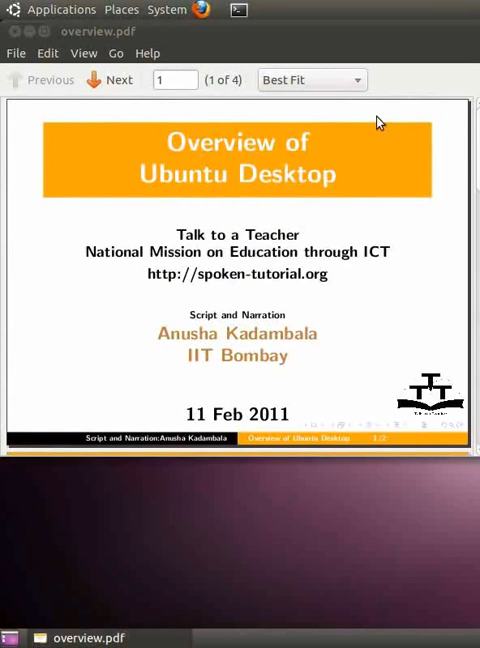 Applications Places System
overview.pdf
File Edit View Go Help
Previous Next 1 (1 of 4) Best Fit
Overview of
Ubuntu Desktop
Talk to a Teacher
National Mission on Education through ICT
http://spoken-tutorial.org
Script and Narration
Anusha Kadambala
IIT Bombay
11 Feb 2011
Script and Narration:Anusha Kadambala Overview of Ubuntu Desktop 1/2
overview.pdf